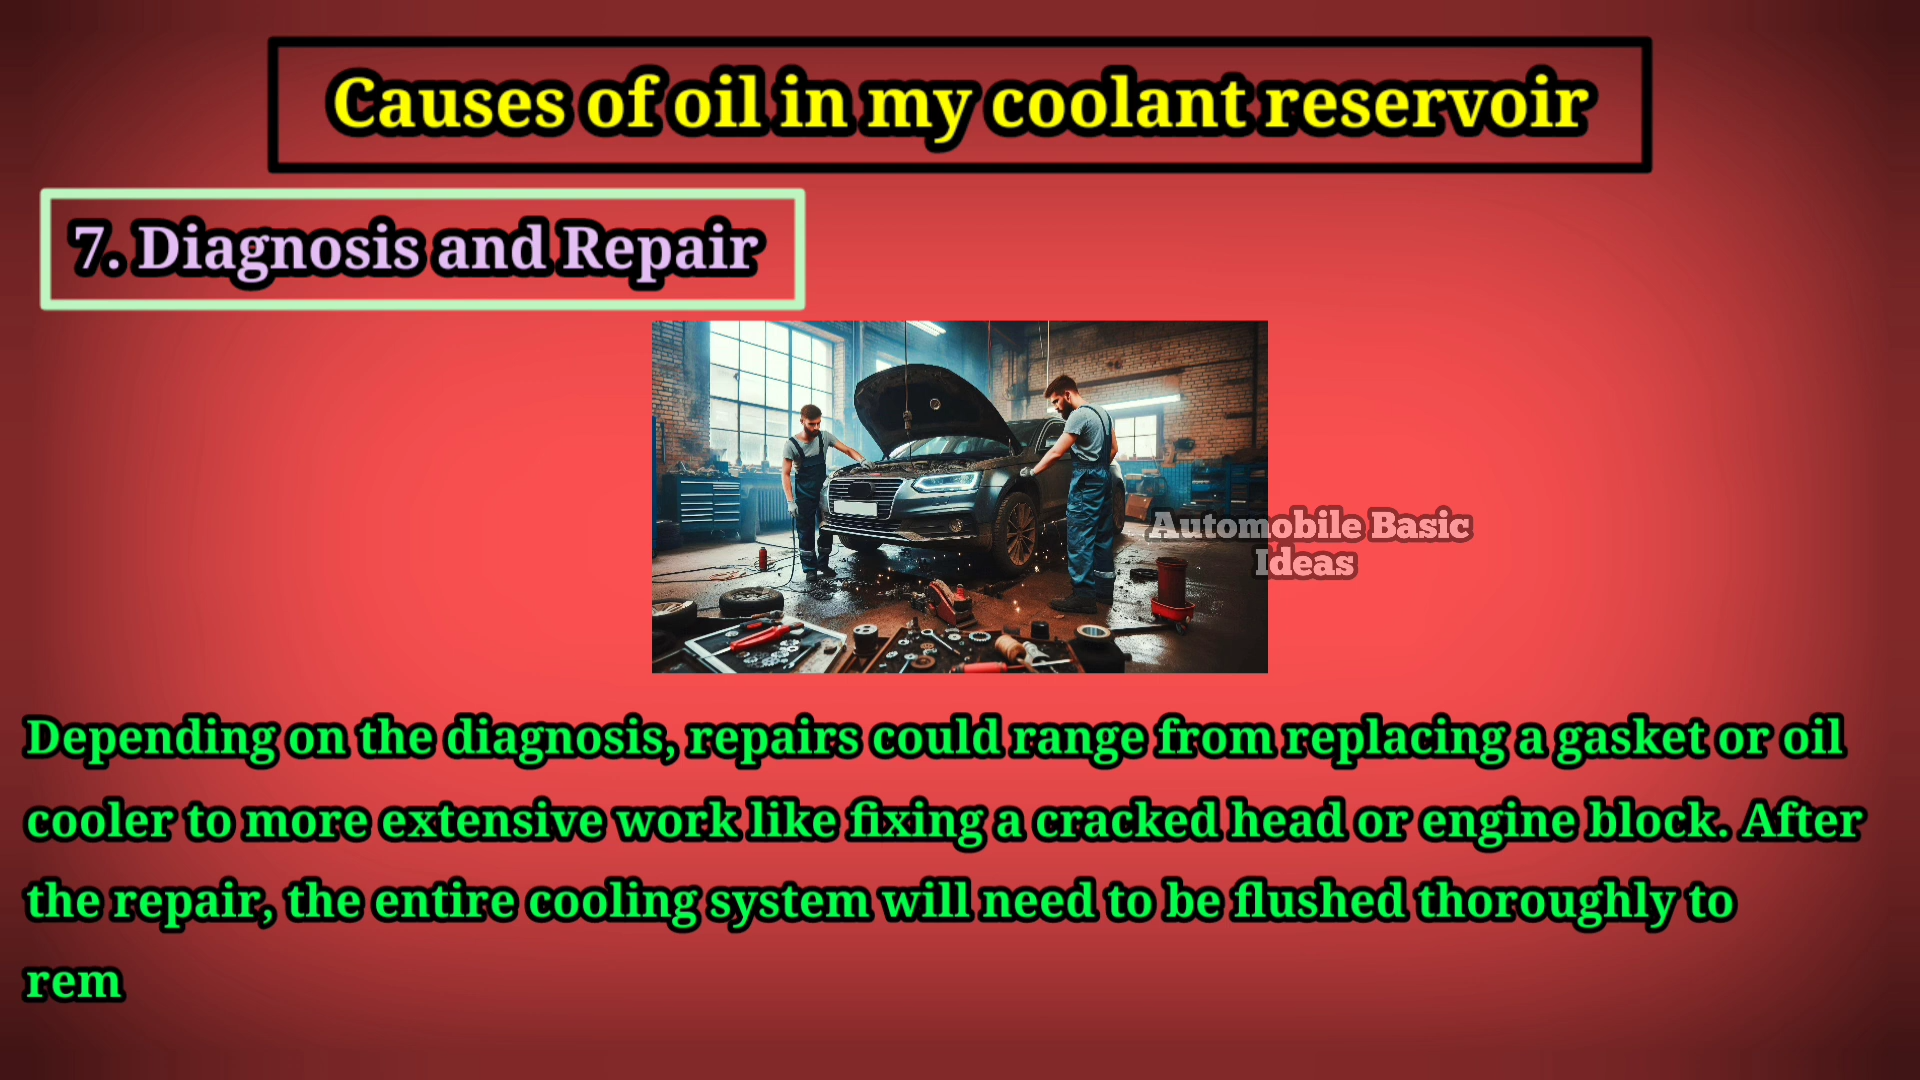 Causes of oil in my coolant reservoir
7. Diagnosis and Repair
Automobile Basic
Ideas
Depending on the diagnosis, repairs could range from replacing a gasket or oil
cooler to more extensive work like fixing a cracked head or engine block. After
the repair, the entire cooling system will need to be flushed thoroughly to
rem